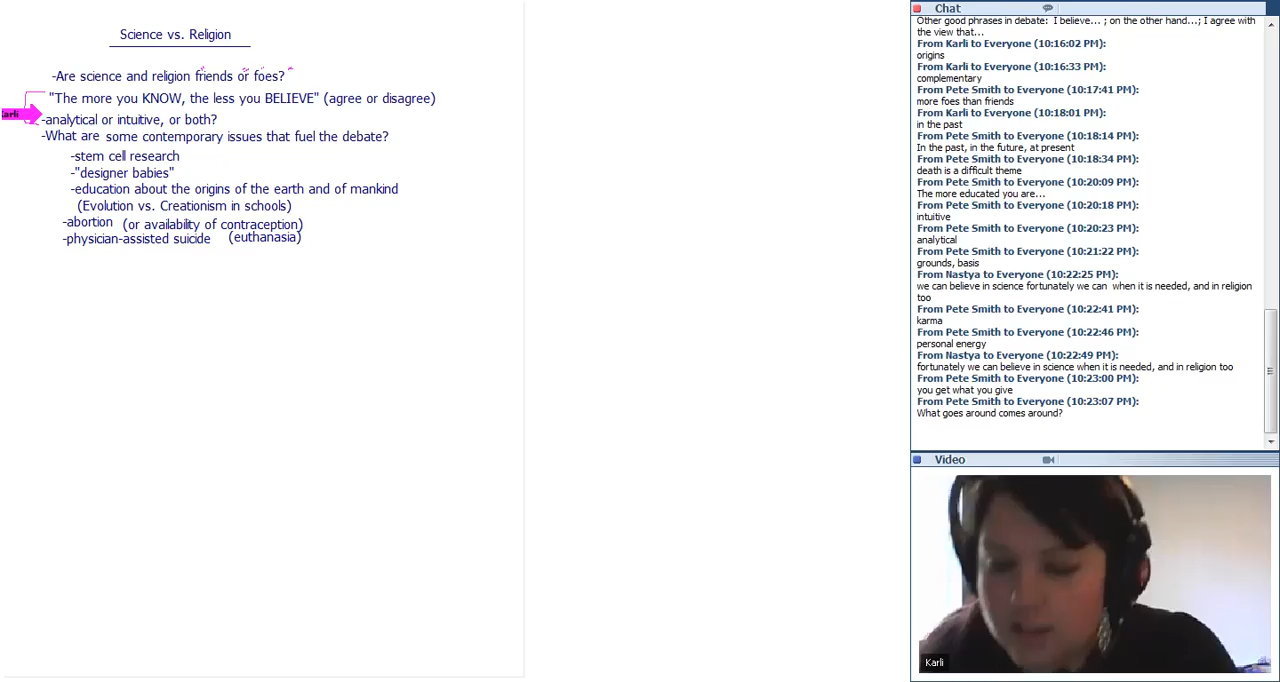 Science vs. Religion
-Are science and religion friends or foes?
"The more you KNOW, the less you BELIEVE" (agree or disagree)
-analytical or intuitive, or both?
-What are some contemporary issues that fuel the debate?
-stem cell research
-"designer babies"
-education about the origins of the earth and of mankind
(Evolution vs. Creationism in schools)
-abortion (or availability of contraception)
-physician-assisted suicide (euthanasia)
Karli
Chat
Other good phrases in debate: I believe... ; on the other hand...; I agree with
the view that...
From Karli to Everyone (10:16:02 PM):
origins
From Karli to Everyone (10:16:33 PM):
complementary
From Pete Smith to Everyone (10:17:41 PM):
more foes than friends
From Karli to Everyone (10:18:01 PM):
in the past
From Pete Smith to Everyone (10:18:14 PM):
In the past, in the future, at present
From Pete Smith to Everyone (10:18:34 PM):
death is a difficult theme
From Pete Smith to Everyone (10:20:09 PM):
The more educated you are...
From Pete Smith to Everyone (10:20:18 PM):
intuitive
From Pete Smith to Everyone (10:20:23 PM):
analytical
From Pete Smith to Everyone (10:21:22 PM):
grounds, basis
From Nastya to Everyone (10:22:25 PM):
we can believe in science fortunately we can when it is needed, and in religion
too
From Pete Smith to Everyone (10:22:41 PM):
karma
From Pete Smith to Everyone (10:22:46 PM):
personal energy
From Nastya to Everyone (10:22:49 PM):
fortunately we can believe in science when it is needed, and in religion too
From Pete Smith to Everyone (10:23:00 PM):
you get what you give
From Pete Smith to Everyone (10:23:07 PM):
What goes around comes around?
Video
Karli